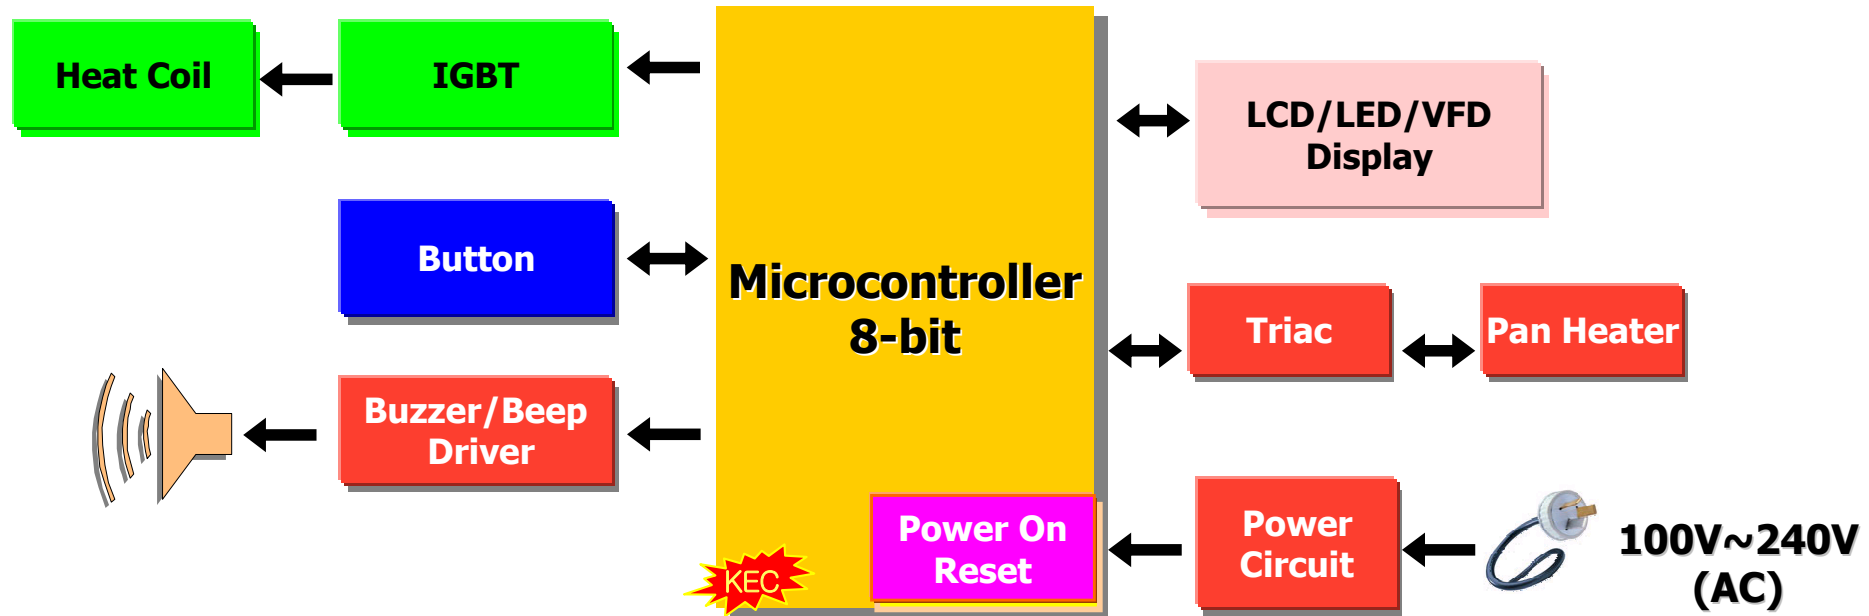 Heat Coil
IGBT
LCD/LED/VFD
Display
Button
Microcontroller
8-bit
Triac
Pan Heater
Buzzer/Beep
Driver
Power On
Reset
KEC
Power
Circuit
100V~240V
(AC)